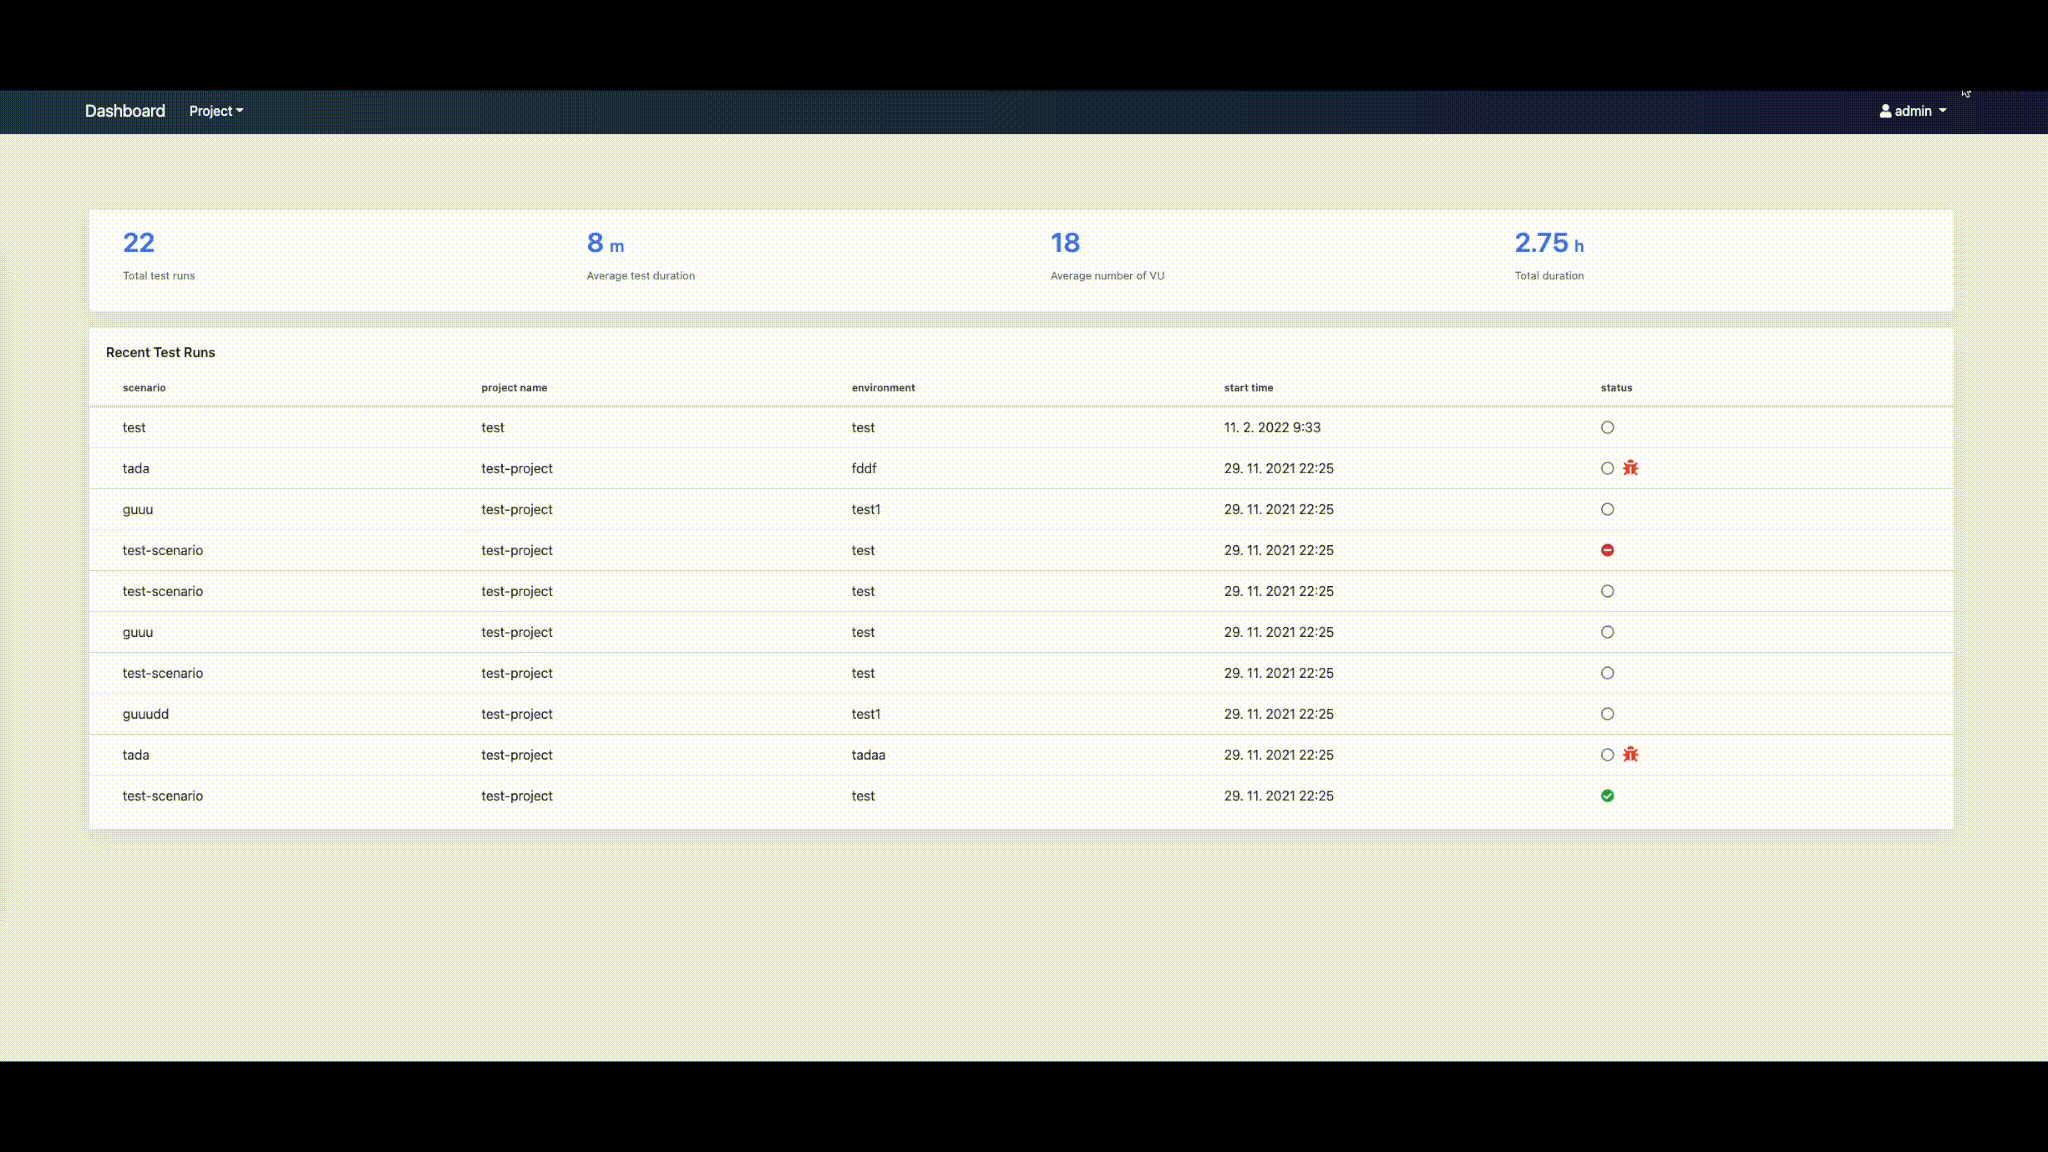 Dashboard Project admin
22 8 m 18 2.75 h
Total test runs Average test duration Average number of VU Total duration
Recent Test Runs
scenario project name environment start time status
test test test 11. 2. 2022 9:33
tada test-project fddf 29. 11. 2021 22:25
guuu test-project test1 29. 11. 2021 22:25
test-scenario test-project test 29. 11. 2021 22:25
test-scenario test-project test 29. 11. 2021 22:25
guuu test-project test 29. 11. 2021 22:25
test-scenario test-project test 29. 11. 2021 22:25
guuudd test-project test1 29. 11. 2021 22:25
tada test-project tadaa 29. 11. 2021 22:25
test-scenario test-project test 29. 11. 2021 22:25